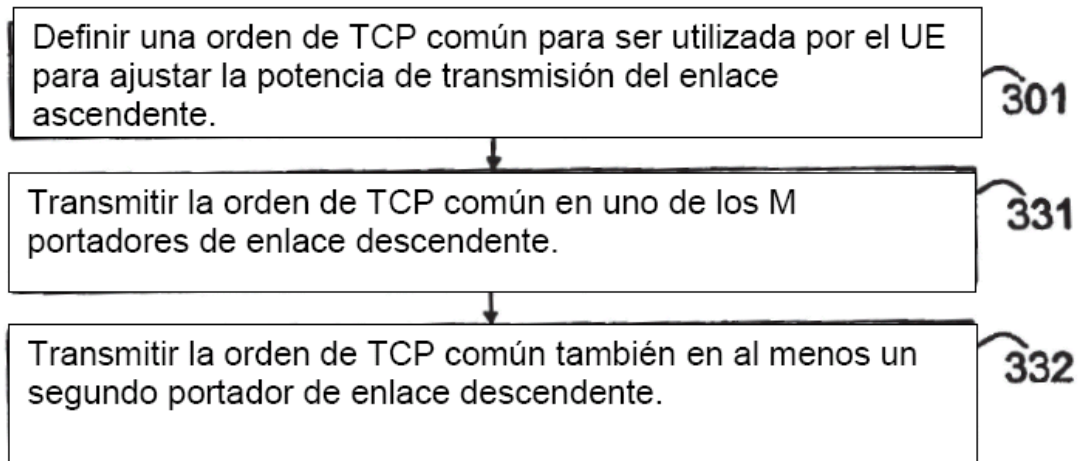 Definir una orden de TCP común para ser utilizada por el UE
para ajustar la potencia de transmisión del enlace
ascendente.
301
Transmitir la orden de TCP común en uno de los M
portadores de enlace descendente.
331
Transmitir la orden de TCP común también en al menos un
segundo portador de enlace descendente.
332